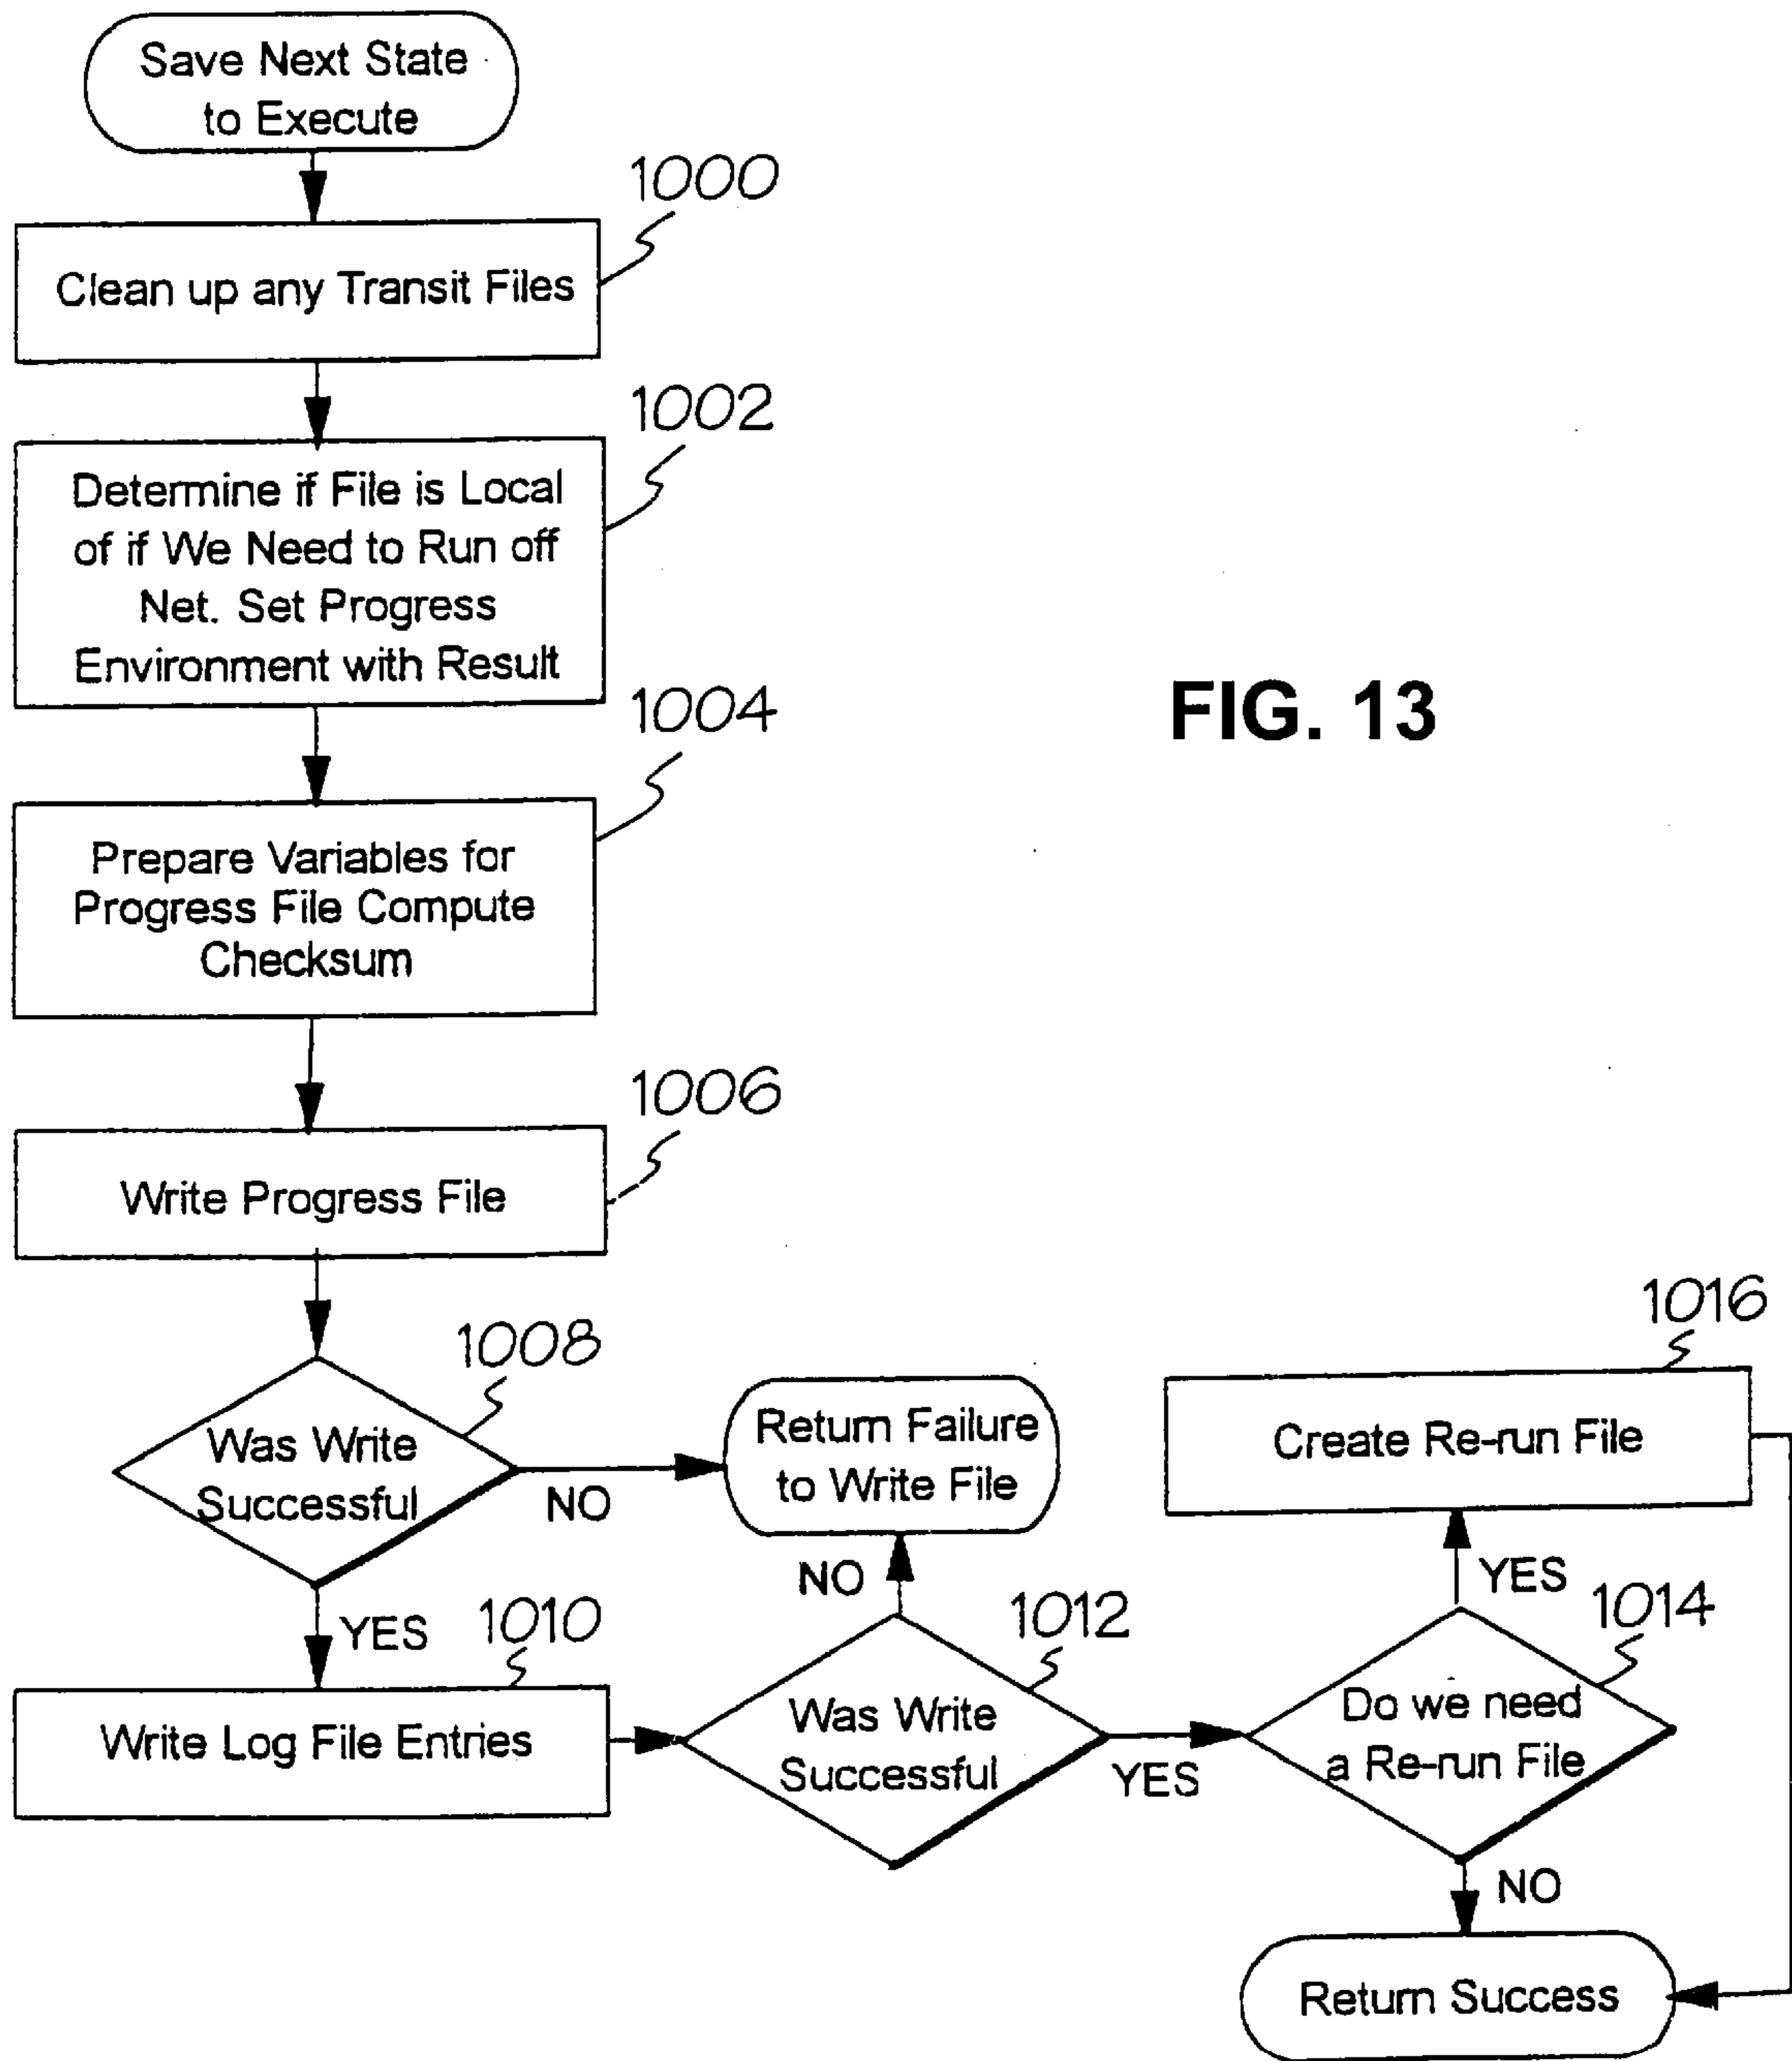 Save Next State
to Execute
1000
Clean up any Transit Files
1002
Determine if File is Local
of if We Need to Run off
Net. Set Progress
Environment with Result
1004
FIG. 13
Prepare Variables for
Progress File Compute
Checksum
1006
Write Progress File
1008
Was Write
Successful
NO
Return Failure
to Write File
1016
Create Re-run File
YES
1010
Write Log File Entries
NO
1012
Was Write
Successful
YES
YES
1014
Do we need
a Re-run File
NO
Return Success